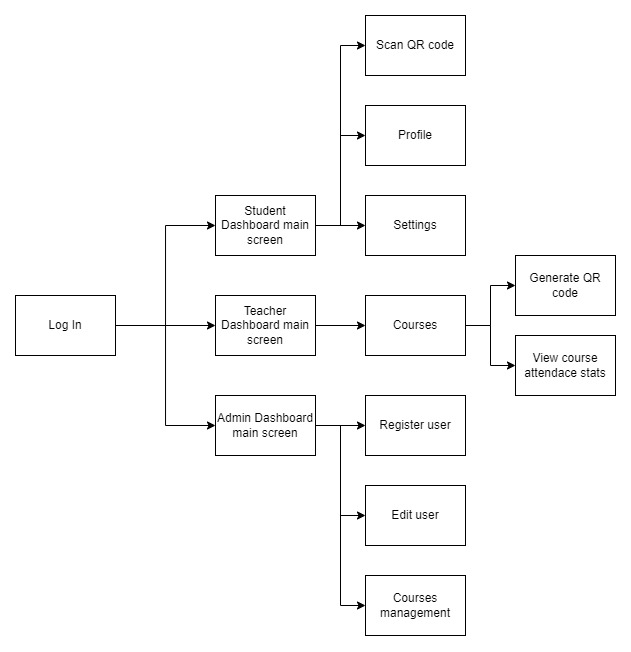 Scan QR code
Profile
Student
Dashboard main
screen
Settings
Generate QR
code
Log In
Teacher
Dashboard main
screen
Courses
View course
attendace stats
Admin Dashboard
main screen
Register user
Edit user
Courses
management